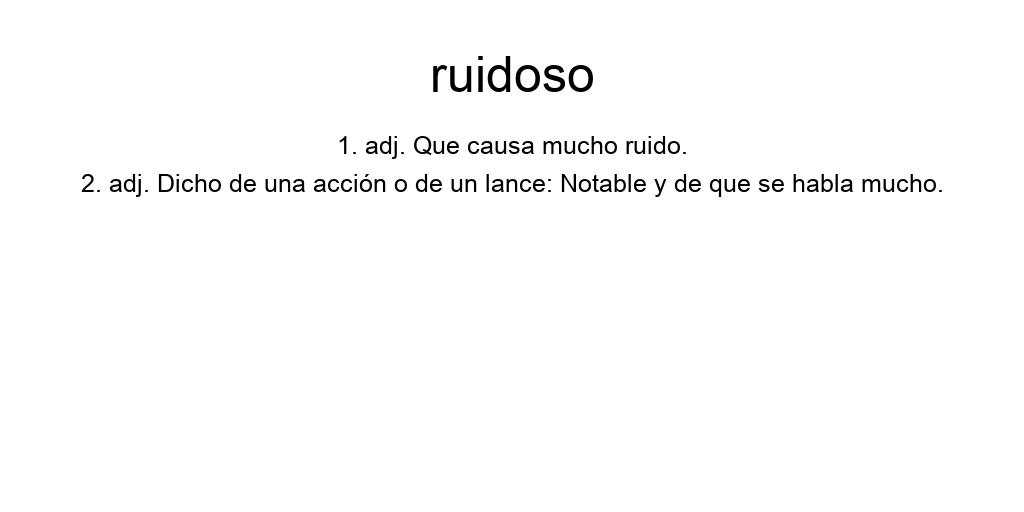 ruidoso
1. adj. Que causa mucho ruido.
2. adj. Dicho de una acción o de un lance: Notable y de que se habla mucho.